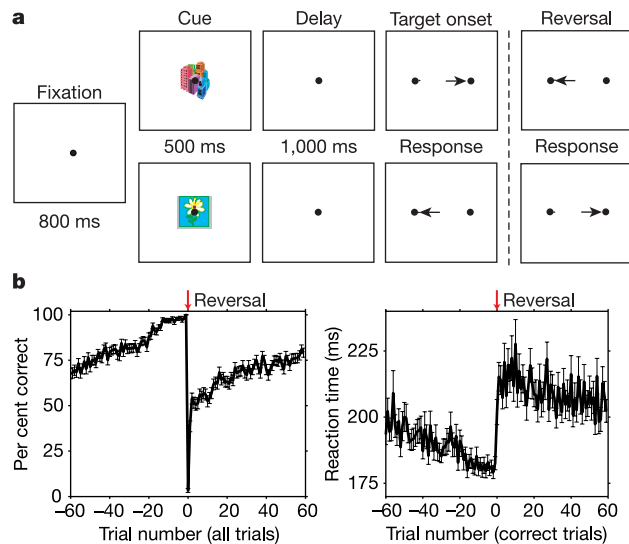 a
Cue Delay Target onset Reversal
Fixation
500 ms 1,000 ms Response Response
800 ms
b
Reversal
100
75
50
25
0
Per cent correct
−60 −40 −20 0 20 40 60
Trial number (all trials)
Reversal
225
200
175
Reaction time (ms)
−60 −40 −20 0 20 40 60
Trial number (correct trials)